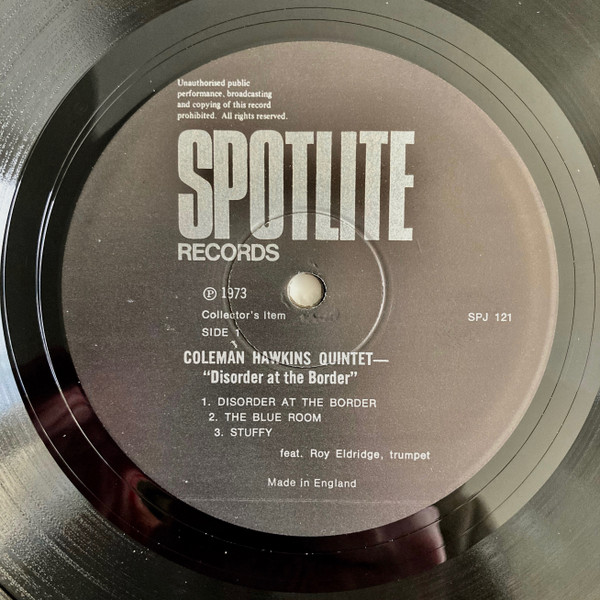 Unauthorised public
performance, broadcasting
and copying of this record
prohibited. All rights reserved.
SPOTLITE
RECORDS
℗ 1973
Collector's Item
SPJ 121
SIDE 1
COLEMAN HAWKINS QUINTET—
"Disorder at the Border"
1. DISORDER AT THE BORDER
2. THE BLUE ROOM
3. STUFFY
feat. Roy Eldridge, trumpet
Made in England